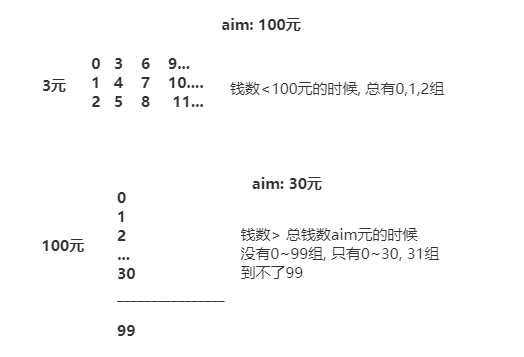 aim: 100元
0 3 6 9...
3元 1 4 7 10....
2 5 8 11...
钱数<100元的时候, 总有0,1,2组
aim: 30元
0
1
2
...
30
________________
99
100元
钱数> 总钱数aim元的时候
没有0~99组, 只有0~30, 31组
到不了99